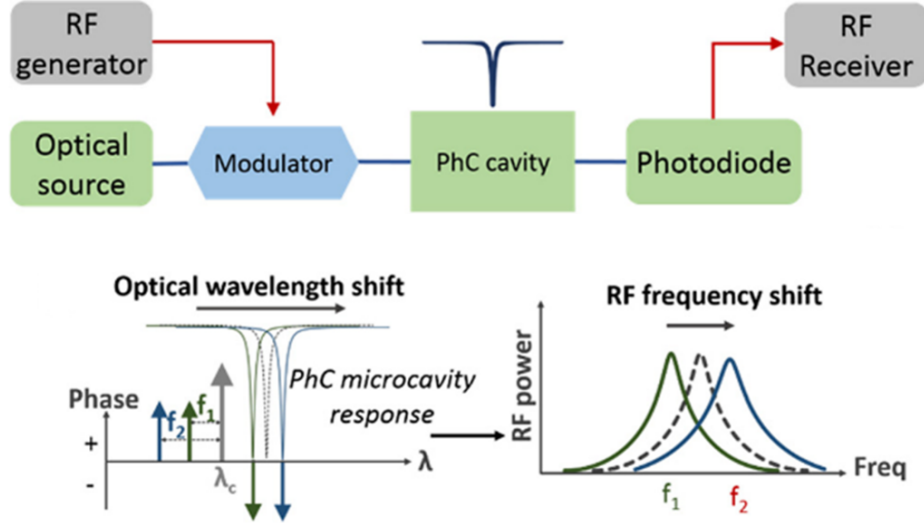 RF
generator
RF
Receiver
Optical
source
Modulator
PhC cavity
Photodiode
Optical wavelength shift
RF frequency shift
Phase
+
-
f₂
f₁
λc
λ
PhC microcavity
response
RF power
Freq
f₁
f₂